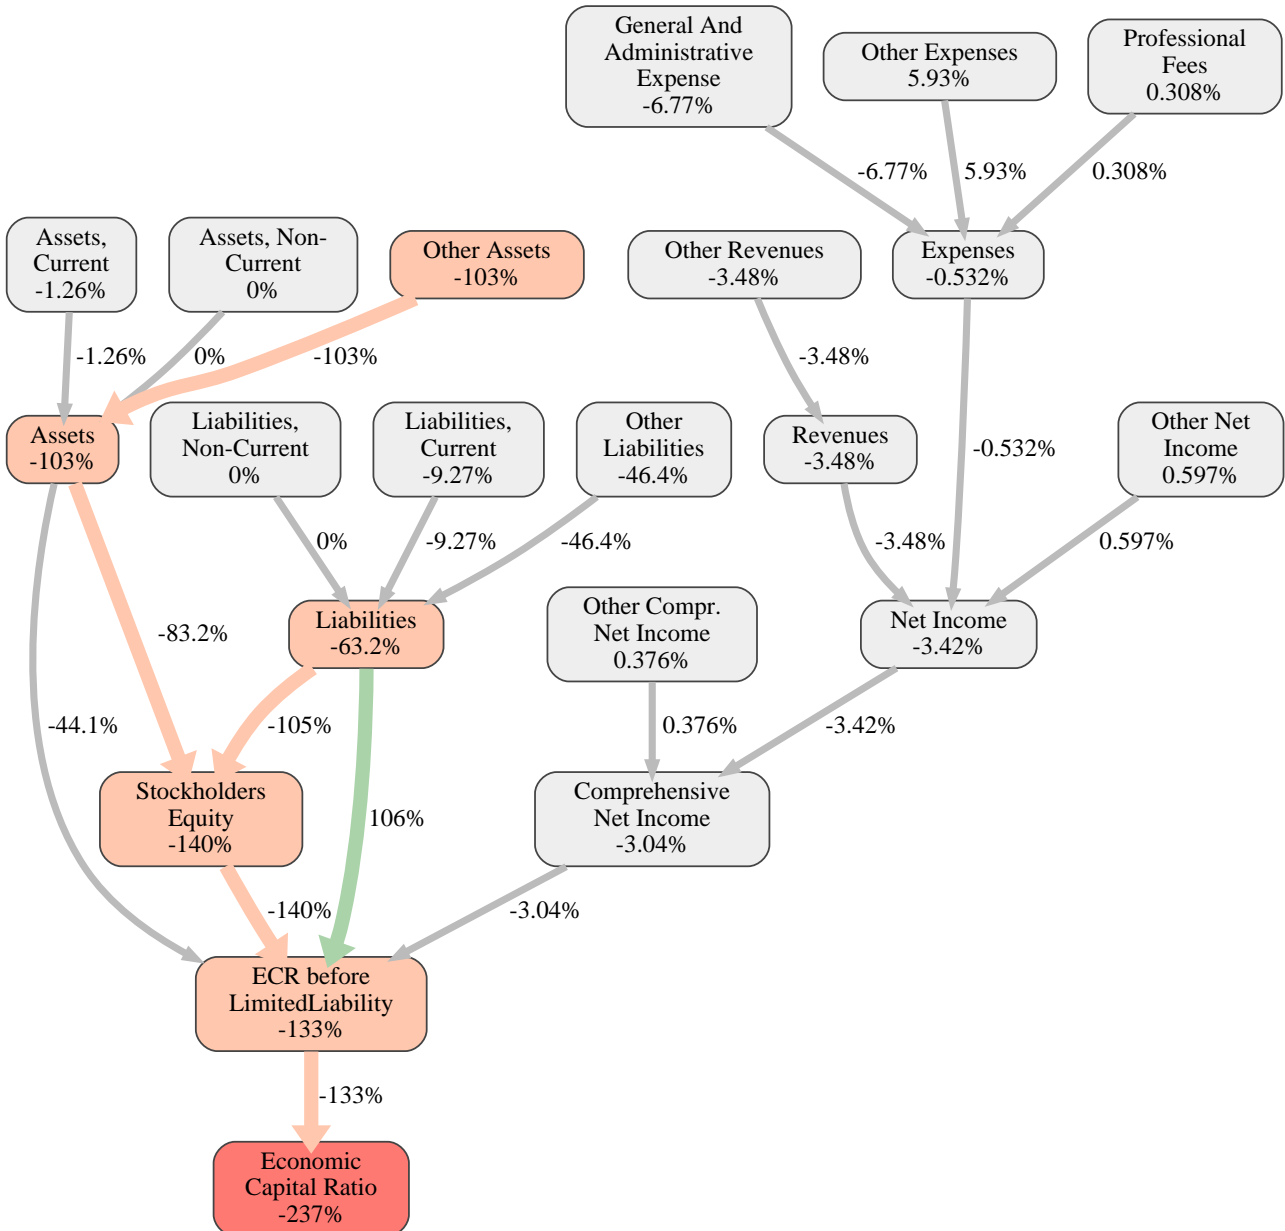 General And
Administrative
Expense
-6.77%
Other Expenses
5.93%
Professional
Fees
0.308%
-6.77%
5.93%
0.308%
Assets,
Current
-1.26%
Assets, Non-
Current
0%
Other Assets
-103%
Other Revenues
-3.48%
Expenses
-0.532%
-1.26%
0%
-103%
-3.48%
Assets
-103%
Liabilities,
Non-Current
0%
Liabilities,
Current
-9.27%
Other
Liabilities
-46.4%
Revenues
-3.48%
-0.532%
Other Net
Income
0.597%
0%
-9.27%
-46.4%
-3.48%
0.597%
-83.2%
Liabilities
-63.2%
Other Compr.
Net Income
0.376%
Net Income
-3.42%
-44.1%
-105%
0.376%
-3.42%
Stockholders
Equity
-140%
106%
Comprehensive
Net Income
-3.04%
-140%
-3.04%
ECR before
LimitedLiability
-133%
-133%
Economic
Capital Ratio
-237%